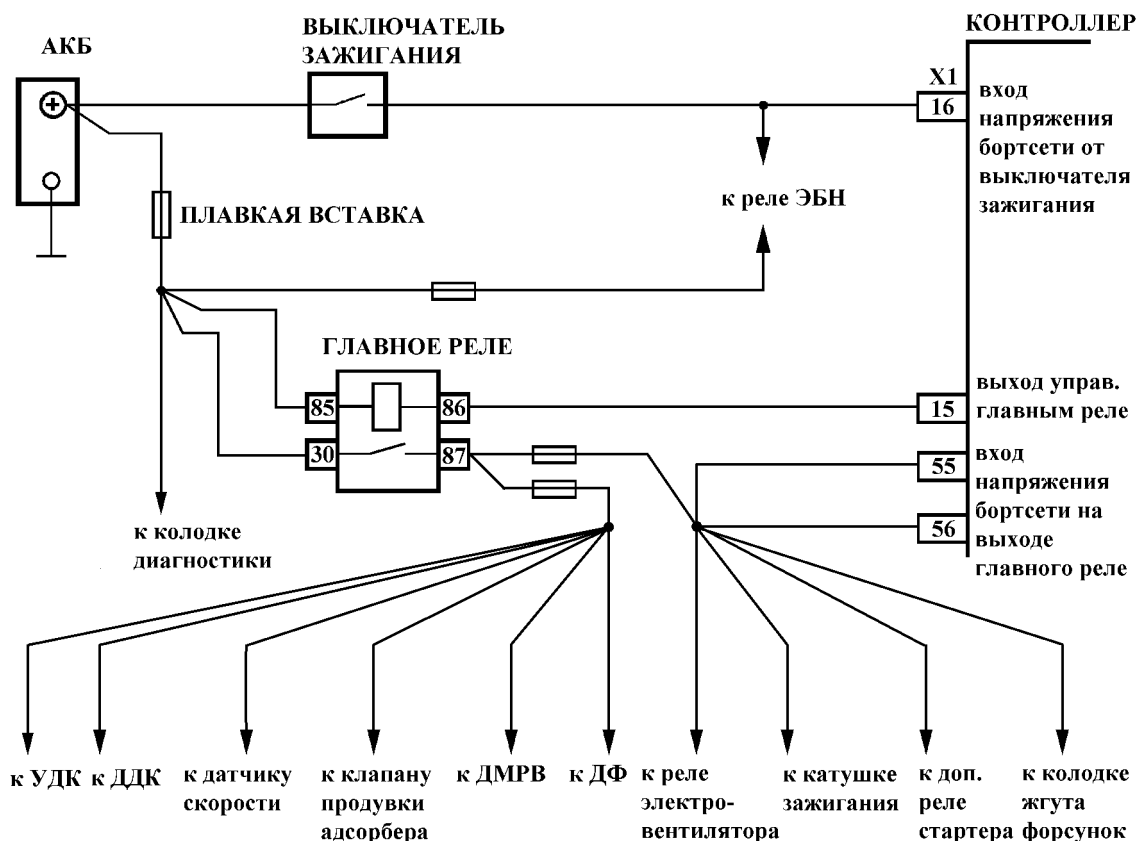 АКБ
ВЫКЛЮЧАТЕЛЬ
ЗАЖИГАНИЯ
КОНТРОЛЛЕР
X1
16
вход
напряжения
бортсети от
выключателя
зажигания
к реле ЭБН
ПЛАВКАЯ ВСТАВКА
ГЛАВНОЕ РЕЛЕ
85
86
30
87
15
выход управ.
главным реле
55
56
вход
напряжения
бортсети на
выходе
главного реле
к колодке
диагностики
к УДК
к ДДК
к датчику
скорости
к клапану
продувки
адсорбера
к ДМРВ
к ДФ
к реле
электро-
вентилятора
к катушке
зажигания
к доп.
реле
стартера
к колодке
жгута
форсунок